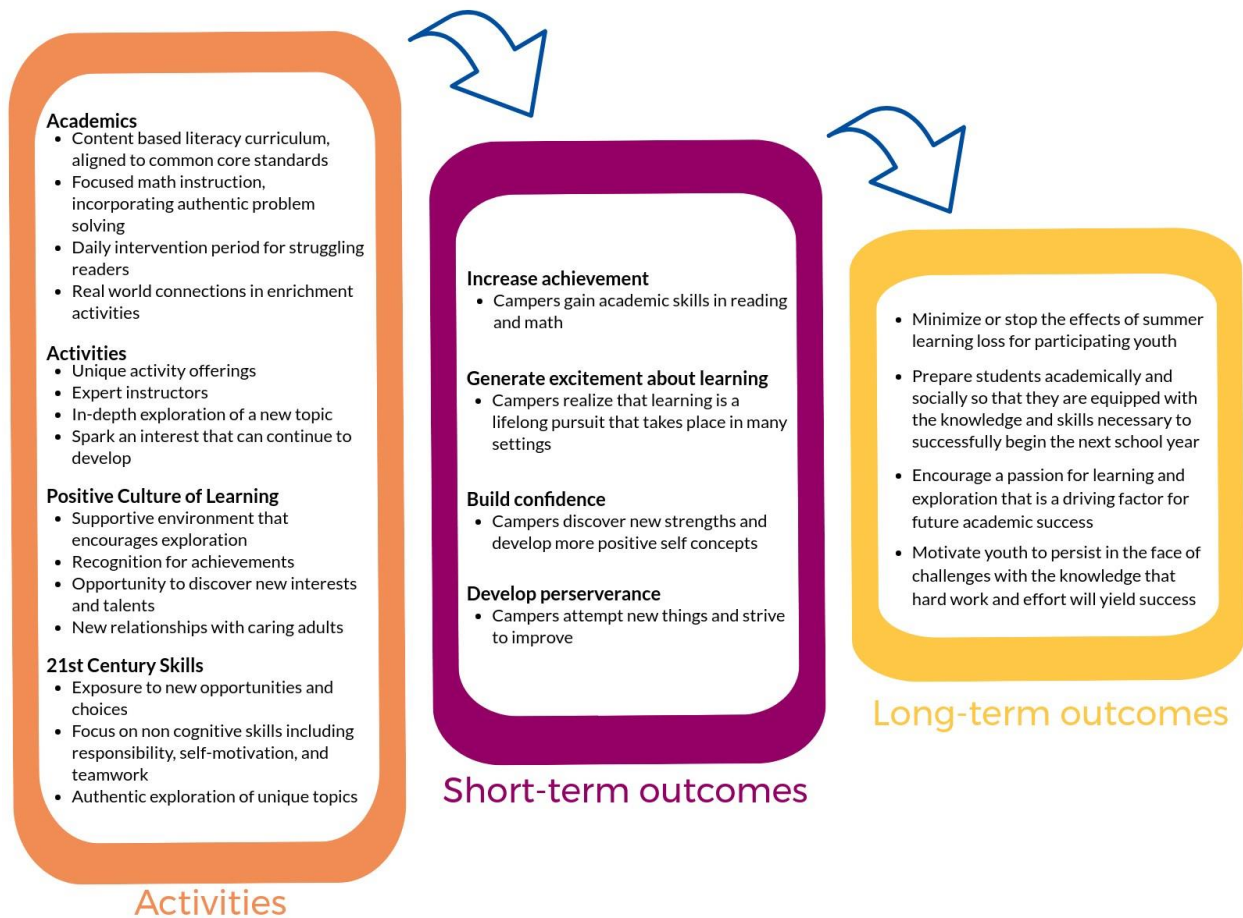 Academics
• Content based literacy curriculum,
aligned to common core standards
• Focused math instruction,
incorporating authentic problem
solving
• Daily intervention period for struggling
readers
• Real world connections in enrichment
activities
Activities
• Unique activity offerings
• Expert instructors
• In-depth exploration of a new topic
• Spark an interest that can continue to
develop
Positive Culture of Learning
• Supportive environment that
encourages exploration
• Recognition for achievements
• Opportunity to discover new interests
and talents
• New relationships with caring adults
21st Century Skills
• Exposure to new opportunities and
choices
• Focus on non cognitive skills including
responsibility, self-motivation, and
teamwork
• Authentic exploration of unique topics
Activities
Increase achievement
• Campers gain academic skills in reading
and math
Generate excitement about learning
• Campers realize that learning is a
lifelong pursuit that takes place in many
settings
Build confidence
• Campers discover new strengths and
develop more positive self concepts
Develop perserverance
• Campers attempt new things and strive
to improve
Short-term outcomes
• Minimize or stop the effects of summer
learning loss for participating youth
• Prepare students academically and
socially so that they are equipped with
the knowledge and skills necessary to
successfully begin the next school year
• Encourage a passion for learning and
exploration that is a driving factor for
future academic success
• Motivate youth to persist in the face of
challenges with the knowledge that
hard work and effort will yield success
Long-term outcomes